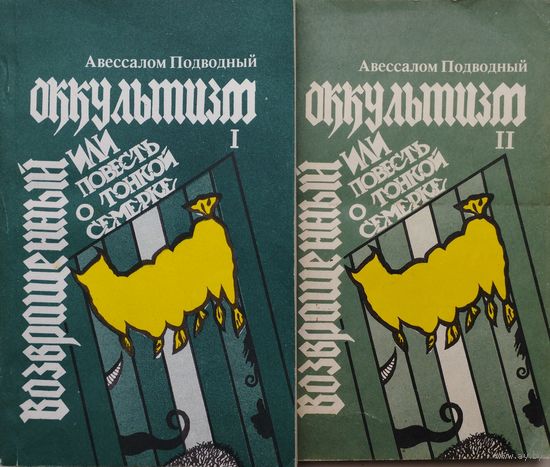 Авессалом Подводный
ОККУЛЬТИЗМ
I
ИЛИ
ПОВЕСТЬ
О ТОНКОЙ
СЕМЕРКЕ
ВОЗВРАЩЕННЫЙ
Авессалом Подводный
ОККУЛЬТИЗМ
II
ИЛИ
ПОВЕСТЬ
О ТОНКОЙ
СЕМЕРКЕ
ВОЗВРАЩЕННЫЙ